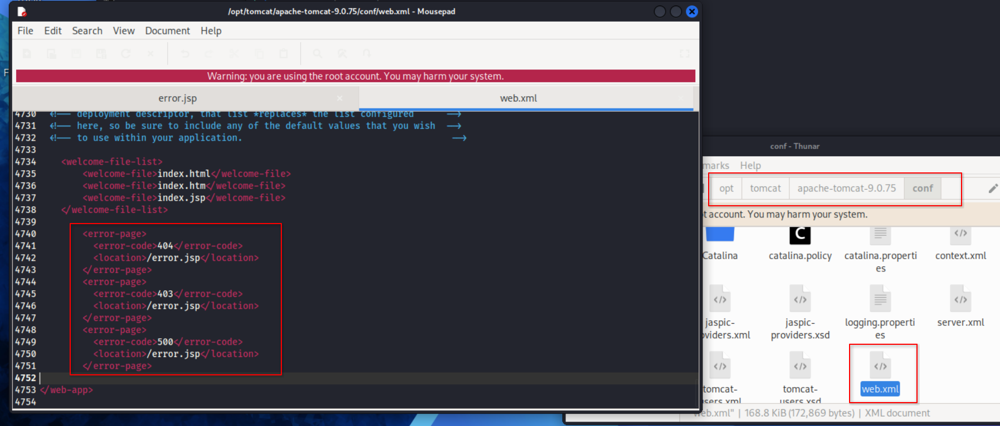 /opt/tomcat/apache-tomcat-9.0.75/conf/web.xml - Mousepad
File Edit Search View Document Help
Warning: you are using the root account. You may harm your system.
error.jsp
web.xml
4730 <!-- deployment descriptor, that list *replaces* the list configured -->
4731 <!-- here, so be sure to include any of the default values that you wish -->
4732 <!-- to use within your application. -->
4733
4734 <welcome-file-list>
4735 <welcome-file>index.html</welcome-file>
4736 <welcome-file>index.htm</welcome-file>
4737 <welcome-file>index.jsp</welcome-file>
4738 </welcome-file-list>
4739
4740 <error-page>
4741 <error-code>404</error-code>
4742 <location>/error.jsp</location>
4743 </error-page>
4744 <error-page>
4745 <error-code>403</error-code>
4746 <location>/error.jsp</location>
4747 </error-page>
4748 <error-page>
4749 <error-code>500</error-code>
4750 <location>/error.jsp</location>
4751 </error-page>
4752
4753 </web-app>
4754
conf - Thunar
marks Help
opt tomcat apache-tomcat-9.0.75 conf
t account. You may harm your system.
Catalina
catalina.policy
catalina.properti
es
context.xml
jaspic-
oviders.xml
jaspic-
providers.xsd
logging.properti
es
server.xml
tomcat-
users.xml
tomcat-
users.xsd
web.xml
web.xml" | 168.8 KiB (172,869 bytes) | XML document